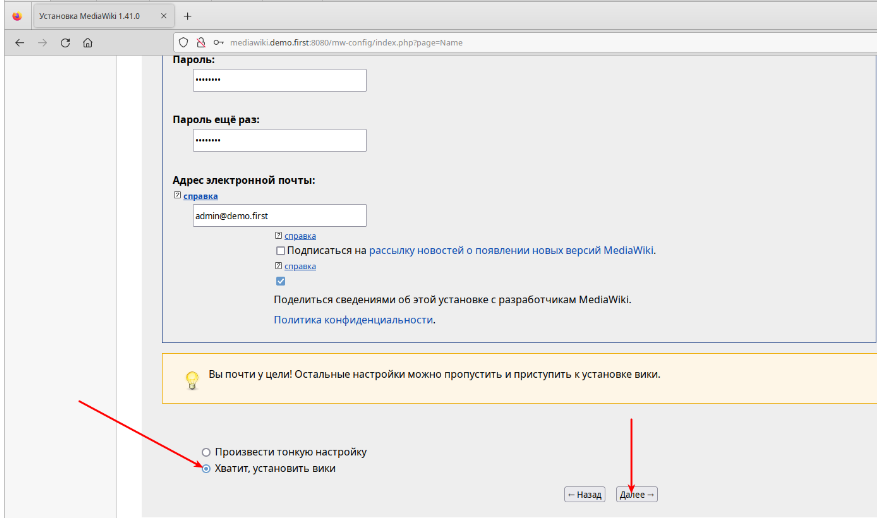 Установка MediaWiki 1.41.0
mediawiki.demo.first:8080/mw-config/index.php?page=Name
Пароль:
••••••••
Пароль ещё раз:
••••••••
Адрес электронной почты:
справка
admin@demo.first
справка
Подписаться на рассылку новостей о появлении новых версий MediaWiki.
справка
Поделиться сведениями об этой установке с разработчикам MediaWiki.
Политика конфиденциальности.
Вы почти у цели! Остальные настройки можно пропустить и приступить к установке вики.
Произвести тонкую настройку
Хватит, установить вики
← Назад
Далее →